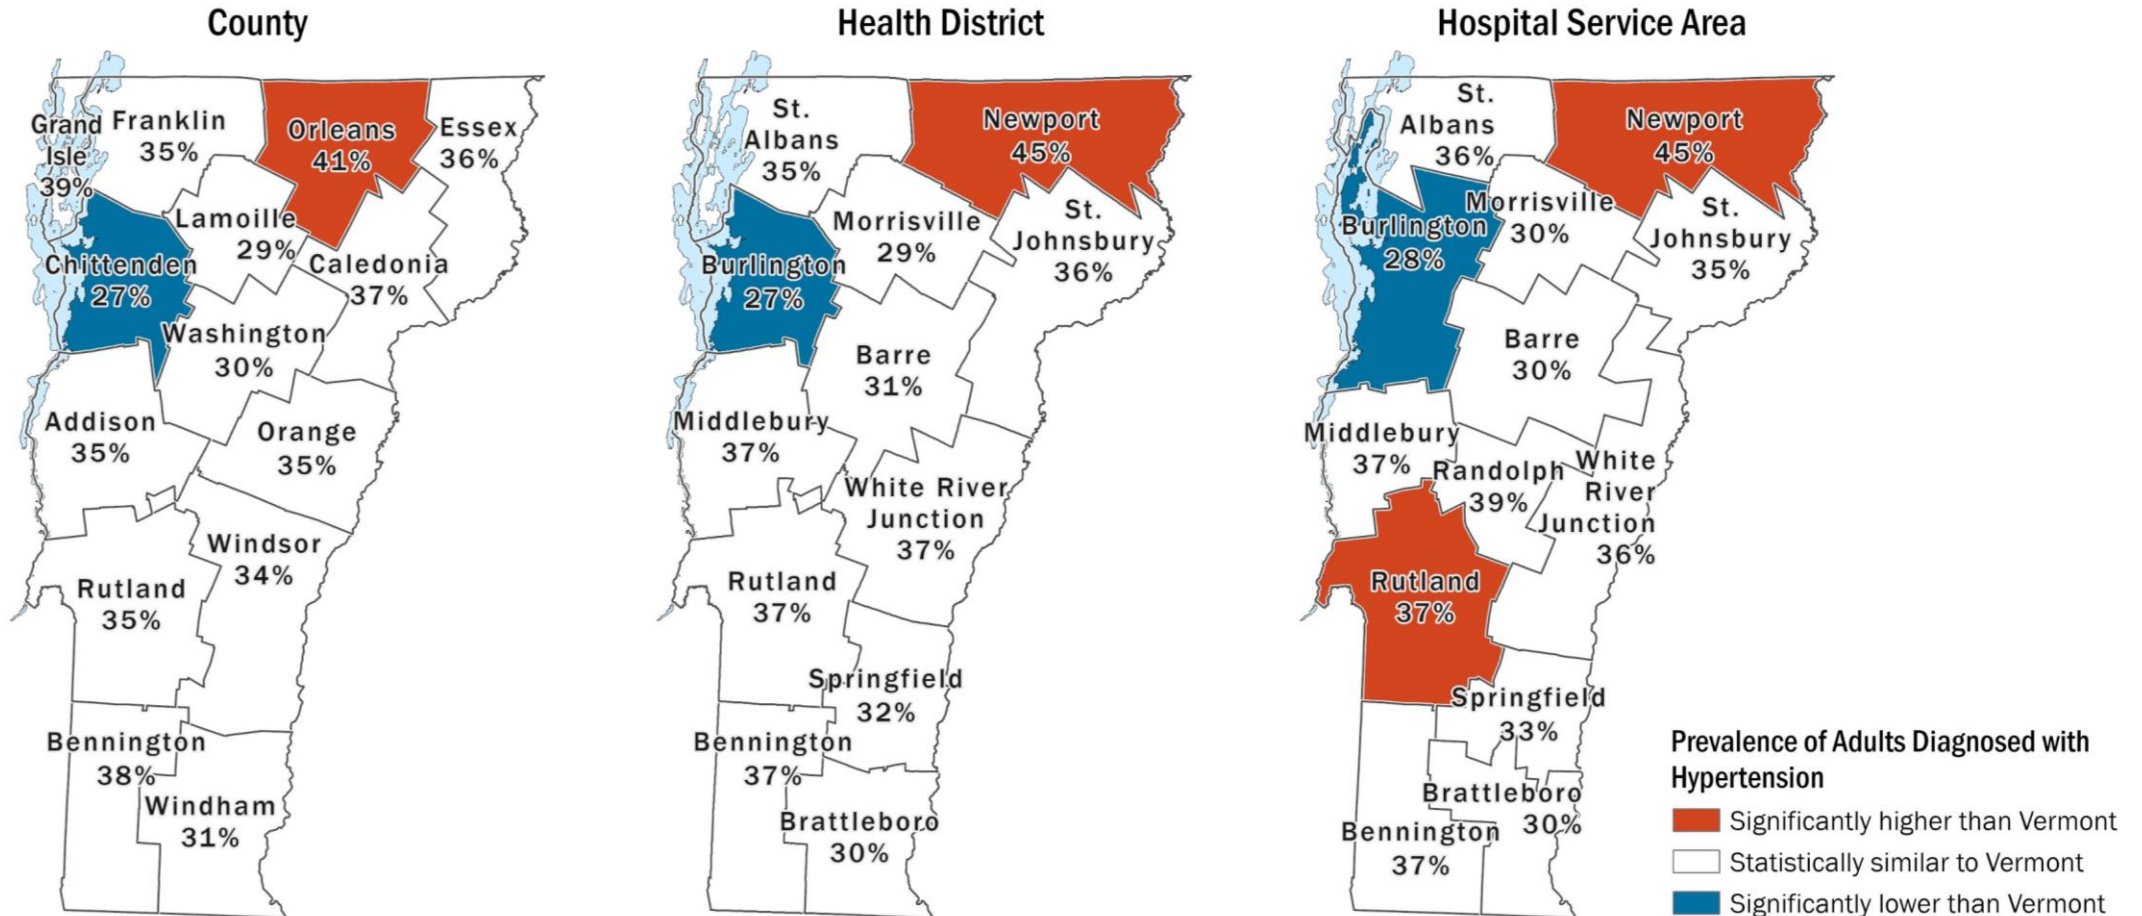 County
Grand
Isle
39%
Franklin
35%
Orleans
41%
Essex
36%
Lamoille
29%
Chittenden
27%
Caledonia
37%
Washington
30%
Addison
35%
Orange
35%
Windsor
34%
Rutland
35%
Bennington
38%
Windham
31%
Health District
St.
Albans
35%
Newport
45%
Morrisville
29%
St.
Johnsbury
36%
Burlington
27%
Barre
31%
Middlebury
37%
White River
Junction
37%
Rutland
37%
Springfield
32%
Bennington
37%
Brattleboro
30%
Hospital Service Area
St.
Albans
36%
Newport
45%
Morrisville
30%
St.
Johnsbury
35%
Burlington
28%
Barre
30%
Middlebury
37%
Randolph
39%
White
River
Junction
36%
Rutland
37%
Springfield
33%
Brattleboro
30%
Bennington
37%
Prevalence of Adults Diagnosed with
Hypertension
Significantly higher than Vermont
Statistically similar to Vermont
Significantly lower than Vermont